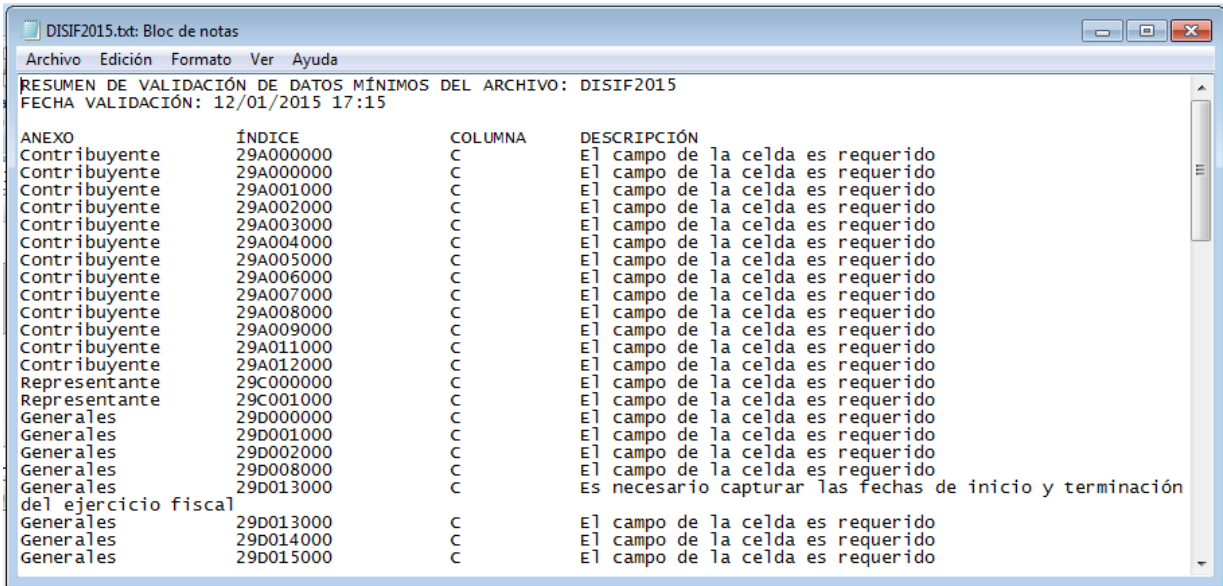 DISIF2015.txt: Bloc de notas
Archivo Edición Formato Ver Ayuda
RESUMEN DE VALIDACIÓN DE DATOS MÍNIMOS DEL ARCHIVO: DISIF2015
FECHA VALIDACIÓN: 12/01/2015 17:15
ANEXO ÍNDICE COLUMNA DESCRIPCIÓN
Contribuyente 29A000000 C El campo de la celda es requerido
Contribuyente 29A000000 C El campo de la celda es requerido
Contribuyente 29A001000 C El campo de la celda es requerido
Contribuyente 29A002000 C El campo de la celda es requerido
Contribuyente 29A003000 C El campo de la celda es requerido
Contribuyente 29A004000 C El campo de la celda es requerido
Contribuyente 29A005000 C El campo de la celda es requerido
Contribuyente 29A006000 C El campo de la celda es requerido
Contribuyente 29A007000 C El campo de la celda es requerido
Contribuyente 29A008000 C El campo de la celda es requerido
Contribuyente 29A009000 C El campo de la celda es requerido
Contribuyente 29A011000 C El campo de la celda es requerido
Contribuyente 29A012000 C El campo de la celda es requerido
Representante 29C000000 C El campo de la celda es requerido
Representante 29C001000 C El campo de la celda es requerido
Generales 29D000000 C El campo de la celda es requerido
Generales 29D001000 C El campo de la celda es requerido
Generales 29D002000 C El campo de la celda es requerido
Generales 29D008000 C El campo de la celda es requerido
Generales 29D013000 C Es necesario capturar las fechas de inicio y terminación
del ejercicio fiscal
Generales 29D013000 C El campo de la celda es requerido
Generales 29D014000 C El campo de la celda es requerido
Generales 29D015000 C El campo de la celda es requerido